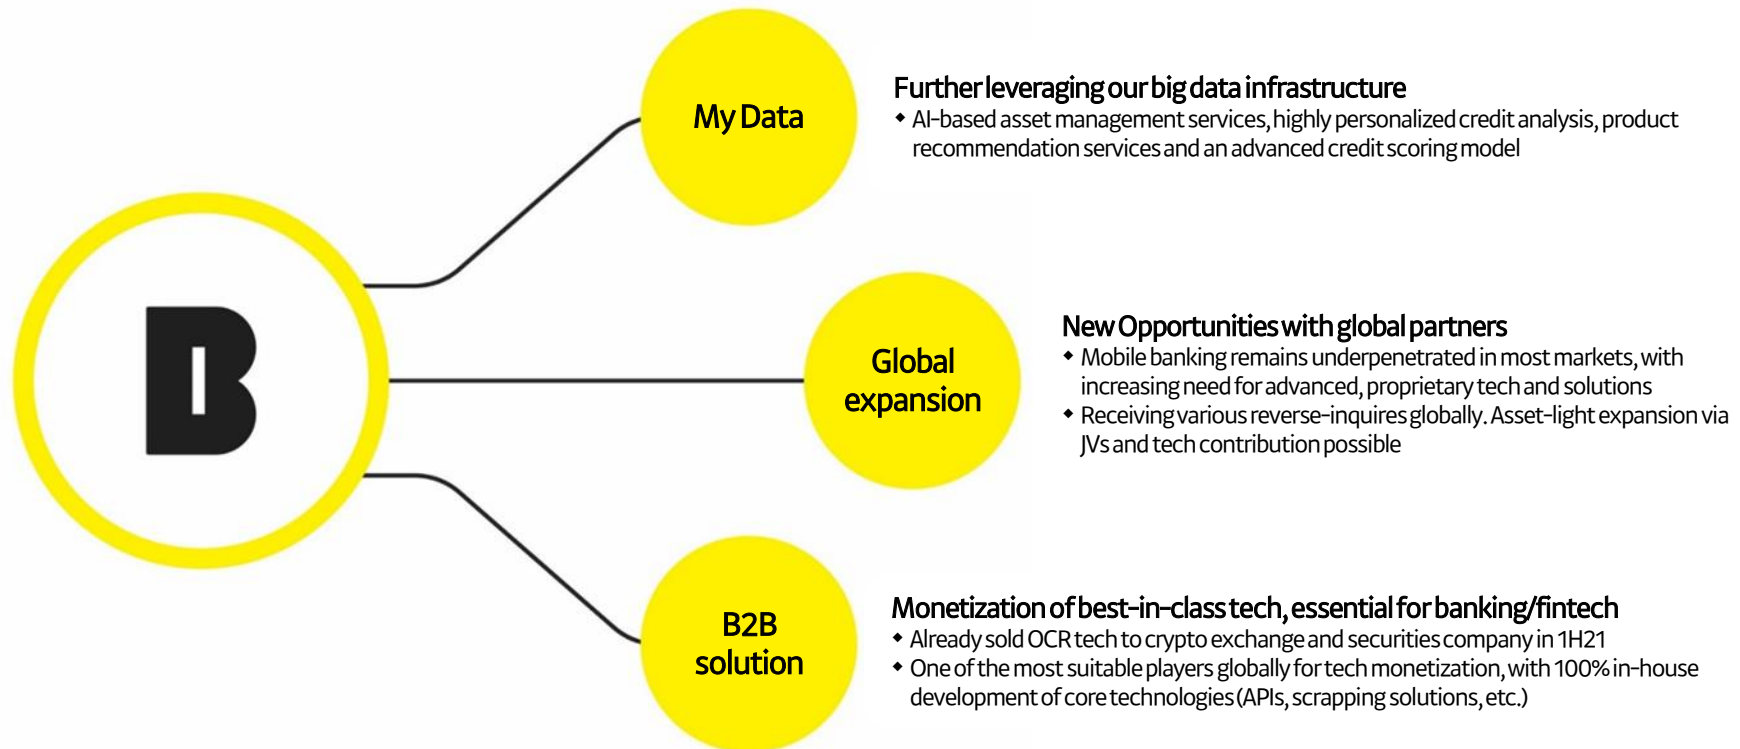 B
My Data
Further leveraging our big data infrastructure
◆ AI-based asset management services, highly personalized credit analysis, product
recommendation services and an advanced credit scoring model
Global
expansion
New Opportunities with global partners
◆ Mobile banking remains underpenetrated in most markets, with
increasing need for advanced, proprietary tech and solutions
◆ Receiving various reverse-inquires globally. Asset-light expansion via
JVs and tech contribution possible
B2B
solution
Monetization of best-in-class tech, essential for banking/fintech
◆ Already sold OCR tech to crypto exchange and securities company in 1H21
◆ One of the most suitable players globally for tech monetization, with 100% in-house
development of core technologies (APIs, scrapping solutions, etc.)